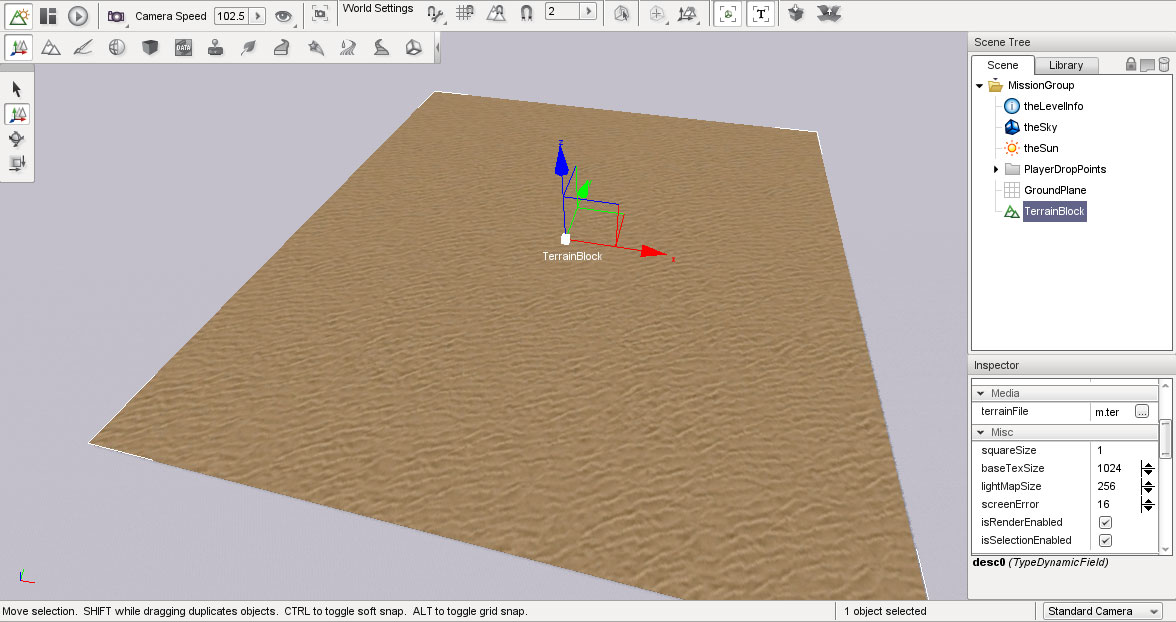 Camera Speed 102.5 World Settings 2 T
DATA
Scene Tree
Scene Library
MissionGroup
theLevelInfo
theSky
theSun
PlayerDropPoints
GroundPlane
TerrainBlock
z
x
TerrainBlock
Inspector
Media
terrainFile m.ter ...
Misc
squareSize 1
baseTexSize 1024
lightMapSize 256
screenError 16
isRenderEnabled
isSelectionEnabled
desc0 (TypeDynamicField)
Move selection. SHIFT while dragging duplicates objects. CTRL to toggle soft snap. ALT to toggle grid snap. 1 object selected Standard Camera